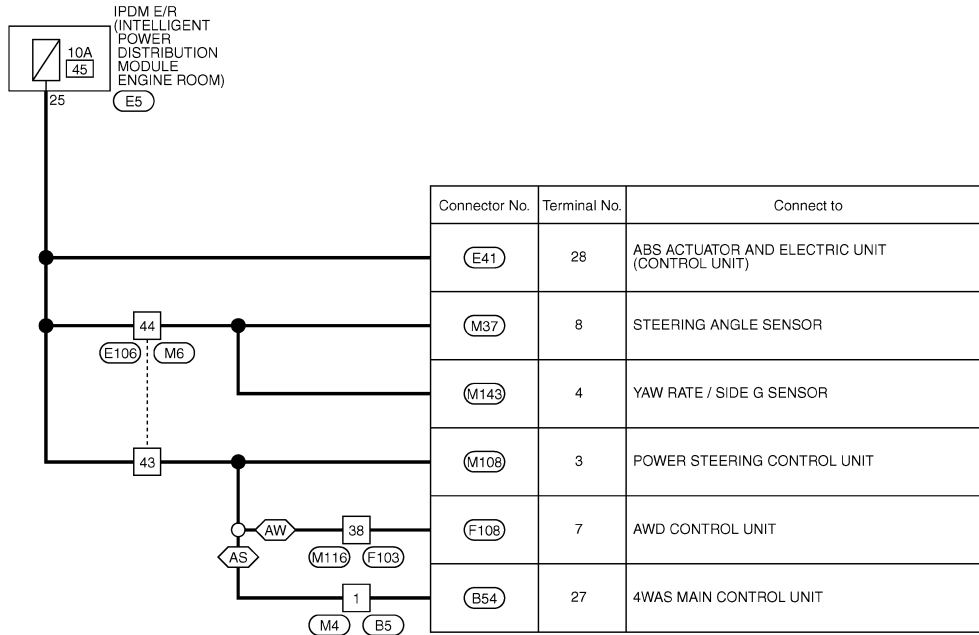 IPDM E/R
(INTELLIGENT
POWER
DISTRIBUTION
MODULE
ENGINE ROOM)
10A
45
25
E5
Connector No. Terminal No. Connect to
E41 28 ABS ACTUATOR AND ELECTRIC UNIT
(CONTROL UNIT)
44
M37 8 STEERING ANGLE SENSOR
E106 M6
M143 4 YAW RATE / SIDE G SENSOR
43
M108 3 POWER STEERING CONTROL UNIT
AW 38
F108 7 AWD CONTROL UNIT
AS
M116 F103
1
B54 27 4WAS MAIN CONTROL UNIT
M4 B5